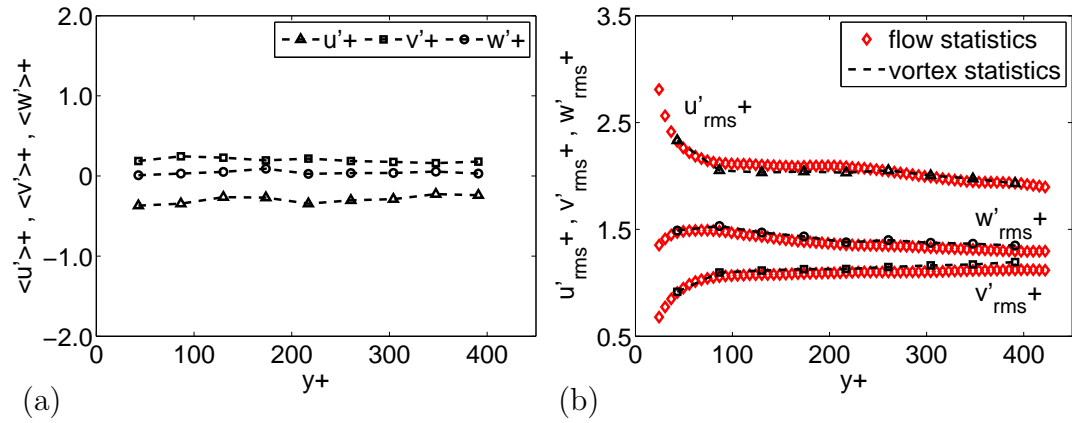 <u'>+ , <v'>+ , <w'>+
2.0
1.0
0
−1.0
−2.0
u'+ v'+ w'+
0 100 200 300 400
y+
(a)
u'rms+ , v'rms+ , w'rms+
3.5
2.5
1.5
0.5
flow statistics
vortex statistics
u'rms+
w'rms+
v'rms+
0 100 200 300 400
y+
(b)